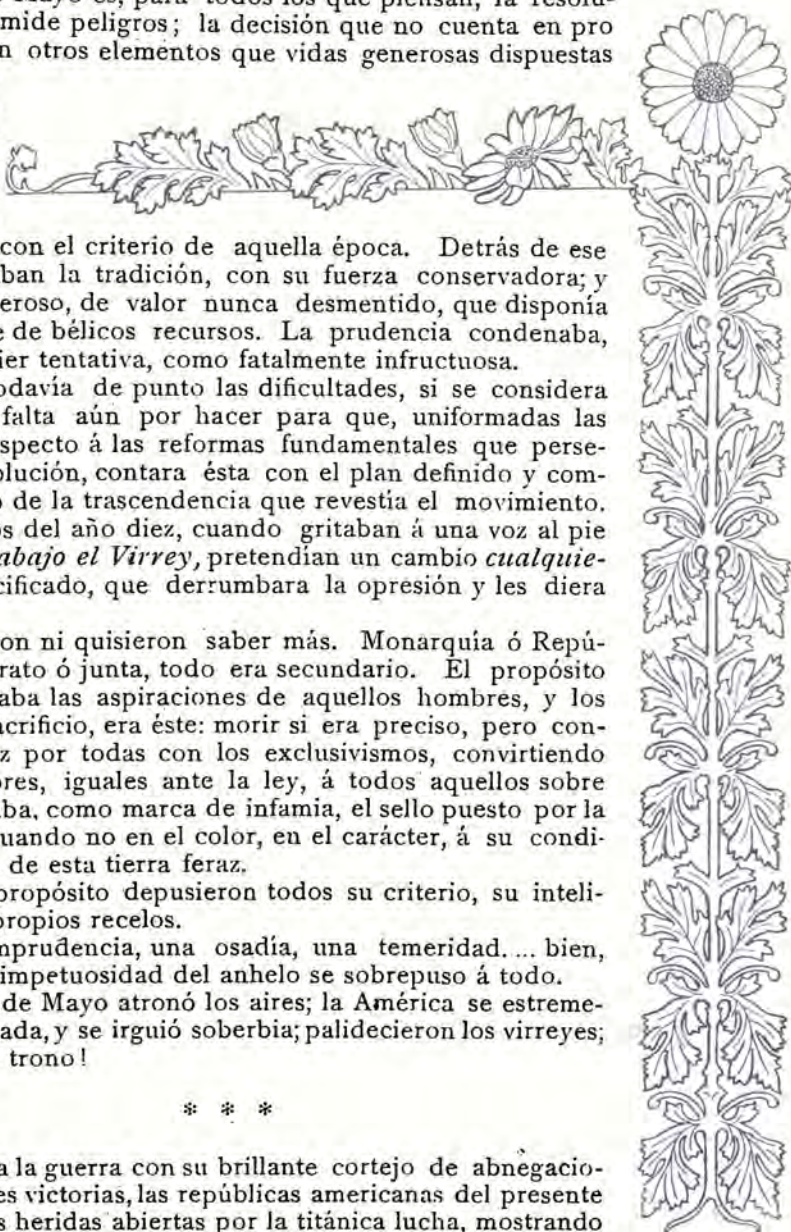 es, para todos los que piensan, la resolu-
mide peligros; la decisión que no cuenta en pro
n otros elementos que vidas generosas dispuestas
con el criterio de aquella época. Detrás de ese
ban la tradición, con su fuerza conservadora; y
eroso, de valor nunca desmentido, que disponía
e de bélicos recursos. La prudencia condenaba,
ier tentativa, como fatalmente infructuosa.
odavía de punto las dificultades, si se considera
falta aún por hacer para que, uniformadas las
specto á las reformas fundamentales que perse-
olución, contara ésta con el plan definido y com-
o de la trascendencia que revestía el movimiento.
os del año diez, cuando gritaban á una voz al pie
abajo el Virrey, pretendían un cambio cualquie-
cificado, que derrumbara la opresión y les diera
on ni quisieron saber más. Monarquía ó Repú-
rato ó junta, todo era secundario. El propósito
aba las aspiraciones de aquellos hombres, y los
acrificio, era éste: morir si era preciso, pero con-
z por todas con los exclusivismos, convirtiendo
res, iguales ante la ley, á todos aquellos sobre
ba, como marca de infamia, el sello puesto por la
uando no en el color, en el carácter, á su condi-
de esta tierra feraz.
propósito depusieron todos su criterio, su inteli-
propios recelos.
mprudencia, una osadía, una temeridad.... bien,
impetuosidad del anhelo se sobrepuso á todo.
de Mayo atronó los aires; la América se estreme-
ada, y se irguió soberbia; palidecieron los virreyes;
trono!
* * *
a la guerra con su brillante cortejo de abnegacio-
es victorias, las repúblicas americanas del presente
s heridas abiertas por la titánica lucha, mostrando